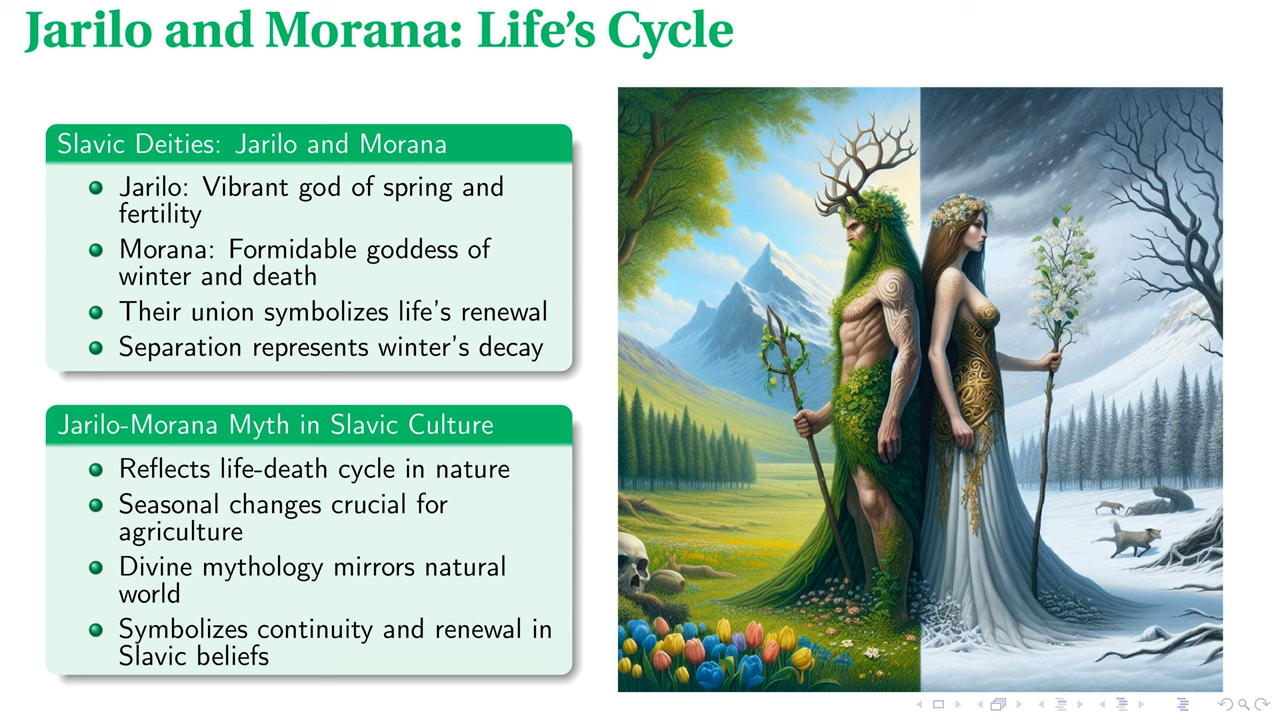 Jarilo and Morana: Life's Cycle
Slavic Deities: Jarilo and Morana
Jarilo: Vibrant god of spring and
fertility
Morana: Formidable goddess of
winter and death
Their union symbolizes life's renewal
Separation represents winter's decay
Jarilo-Morana Myth in Slavic Culture
Reflects life-death cycle in nature
Seasonal changes crucial for
agriculture
Divine mythology mirrors natural
world
Symbolizes continuity and renewal in
Slavic beliefs